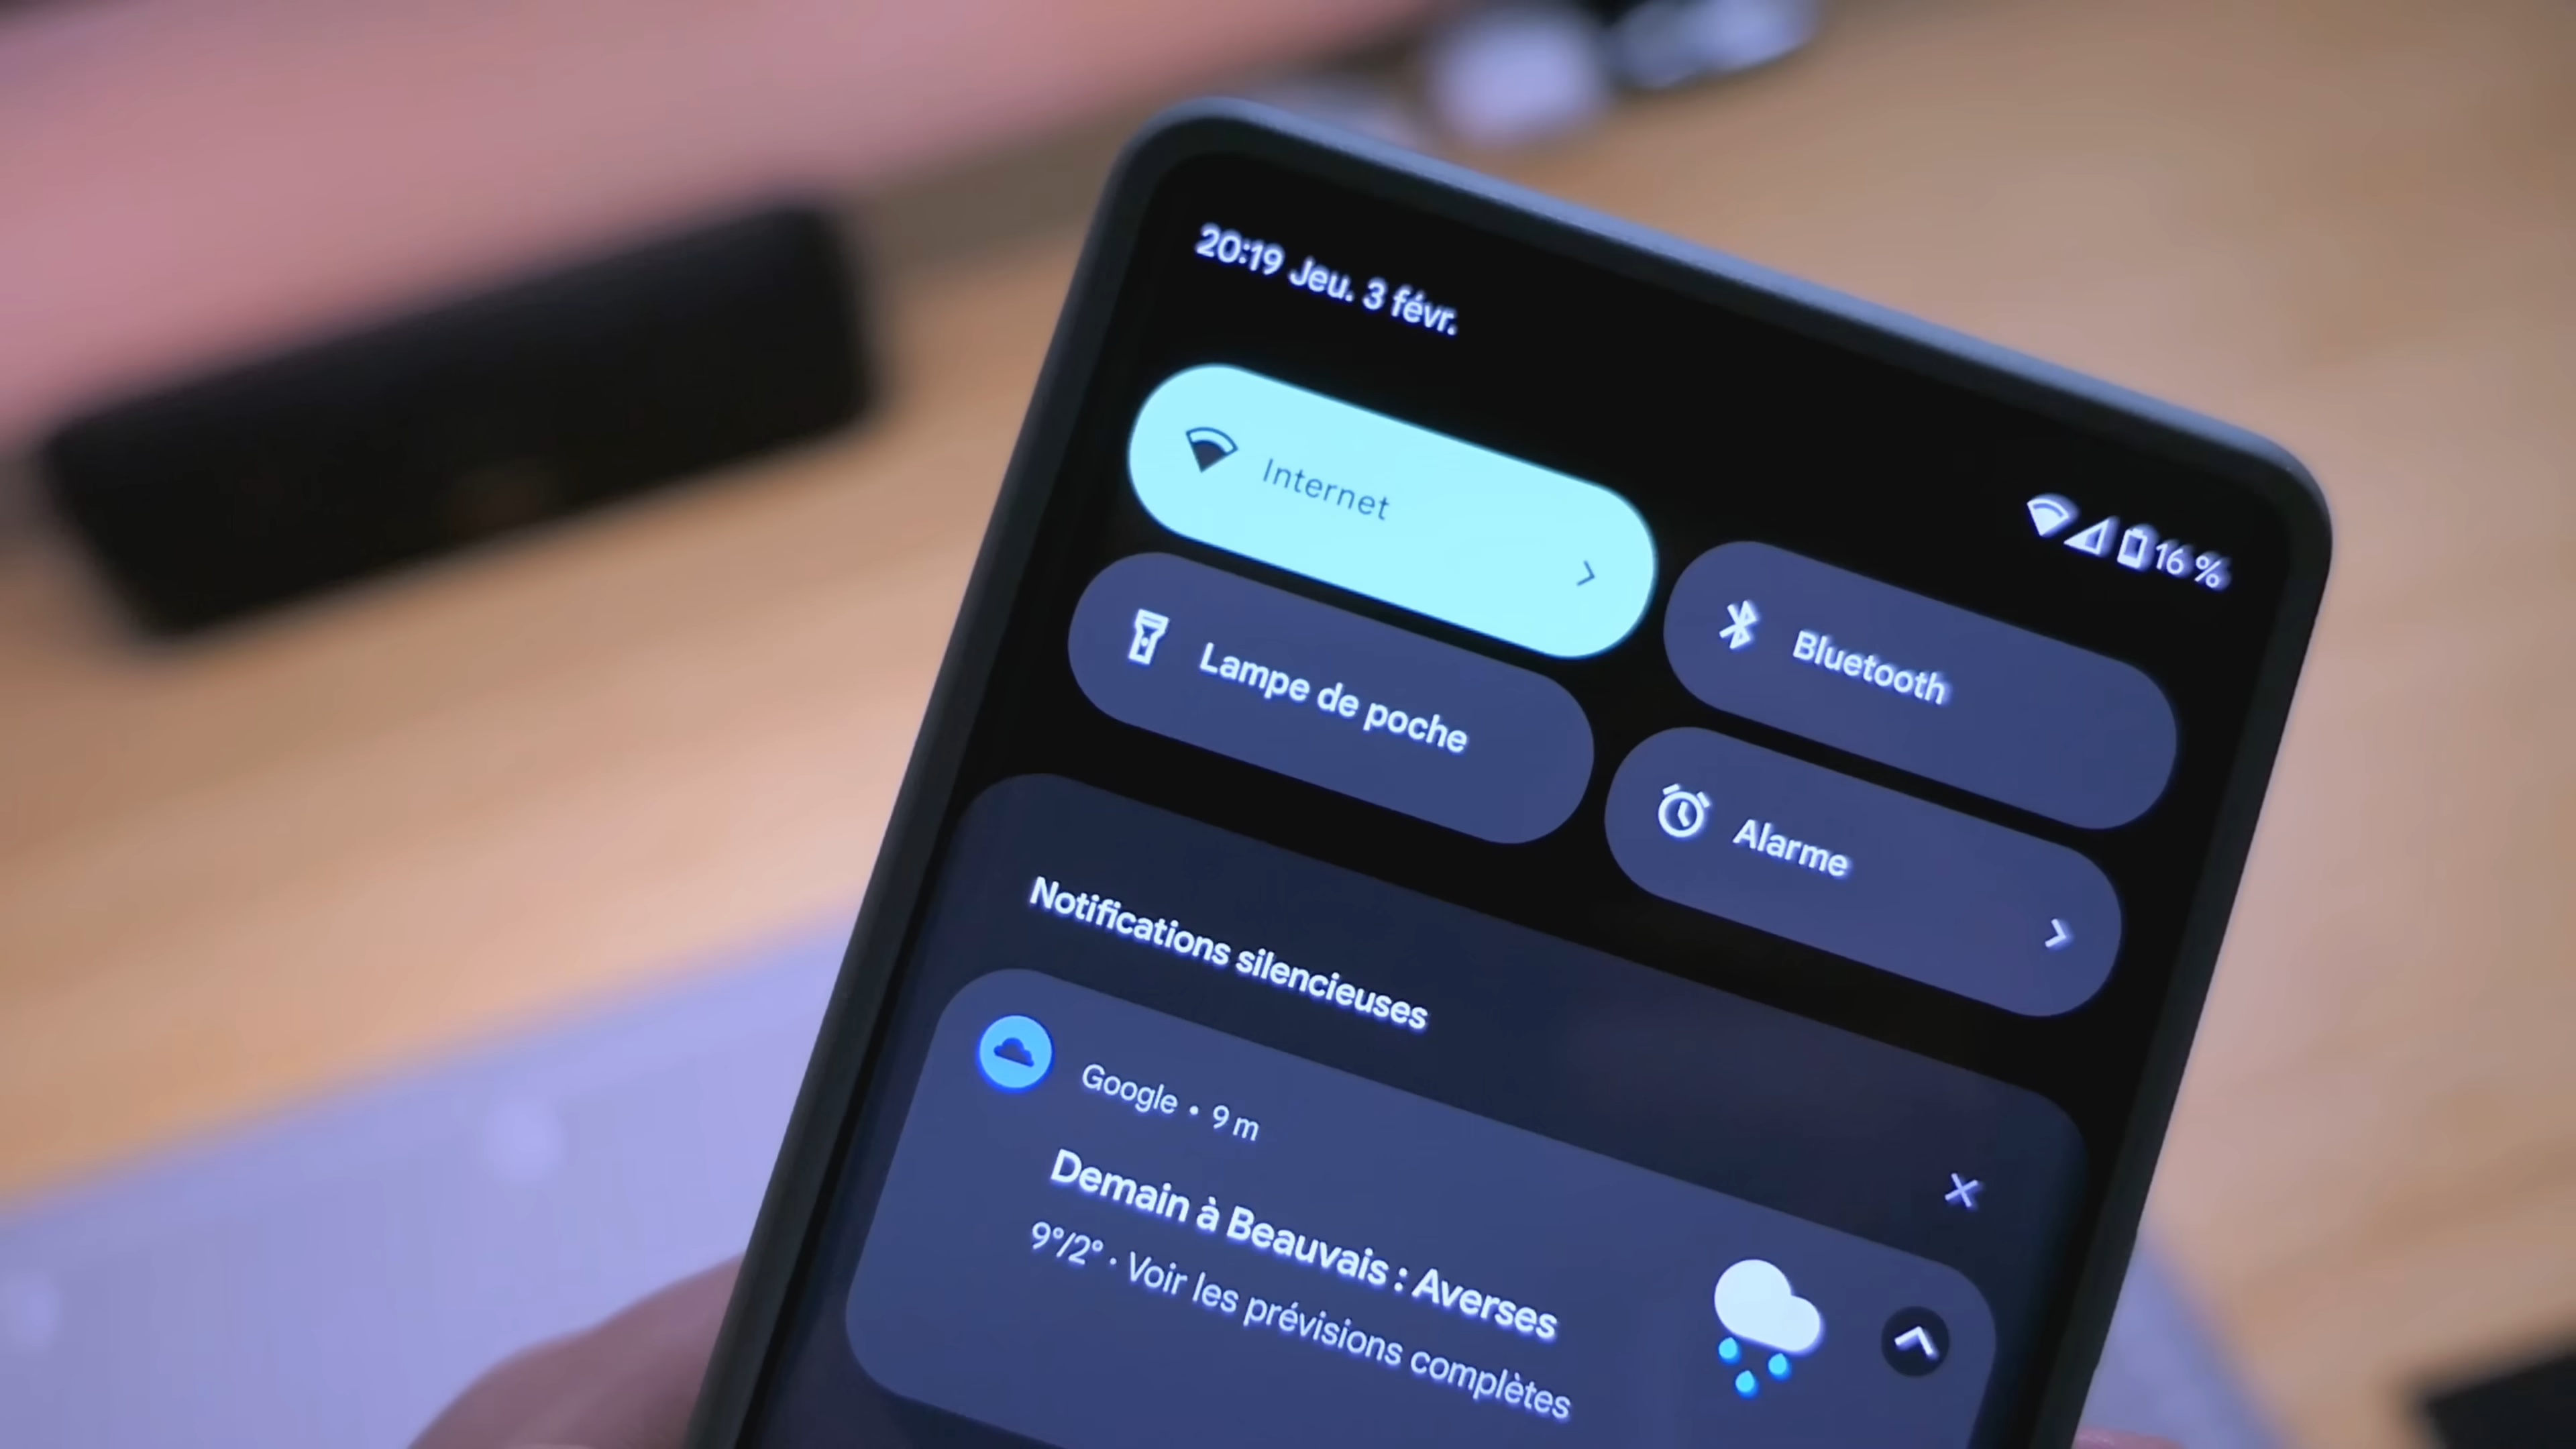 20:19 Jeu. 3 févr.
16 %
Internet
Bluetooth
Lampe de poche
Alarme
Notifications silencieuses
Google • 9 m
Demain à Beauvais : Averses
9°/2° · Voir les prévisions complètes